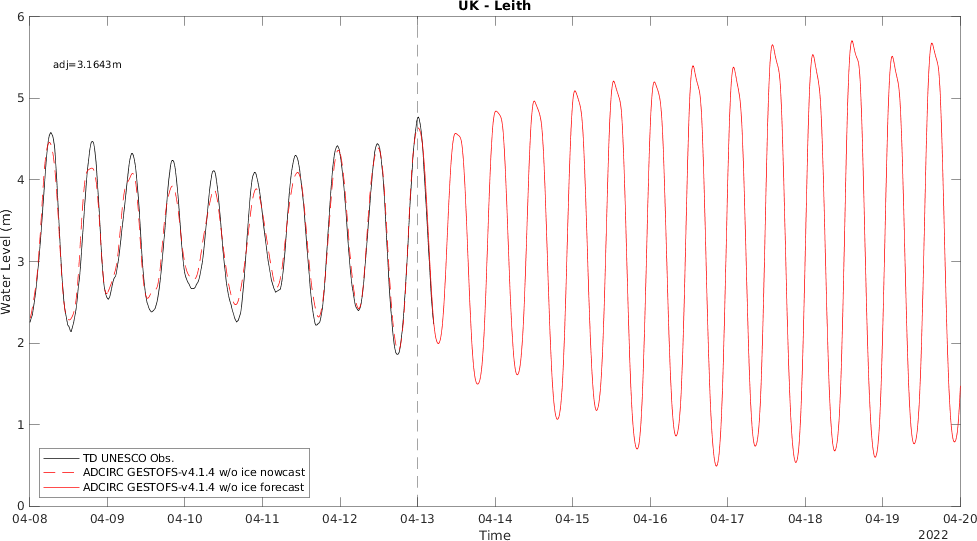 UK - Leith
6
5
4
3
2
1
0
Water Level (m)
adj=3.1643m
TD UNESCO Obs.
ADCIRC GESTOFS-v4.1.4 w/o ice nowcast
ADCIRC GESTOFS-v4.1.4 w/o ice forecast
04-08 04-09 04-10 04-11 04-12 04-13 04-14 04-15 04-16 04-17 04-18 04-19 04-20
Time
2022